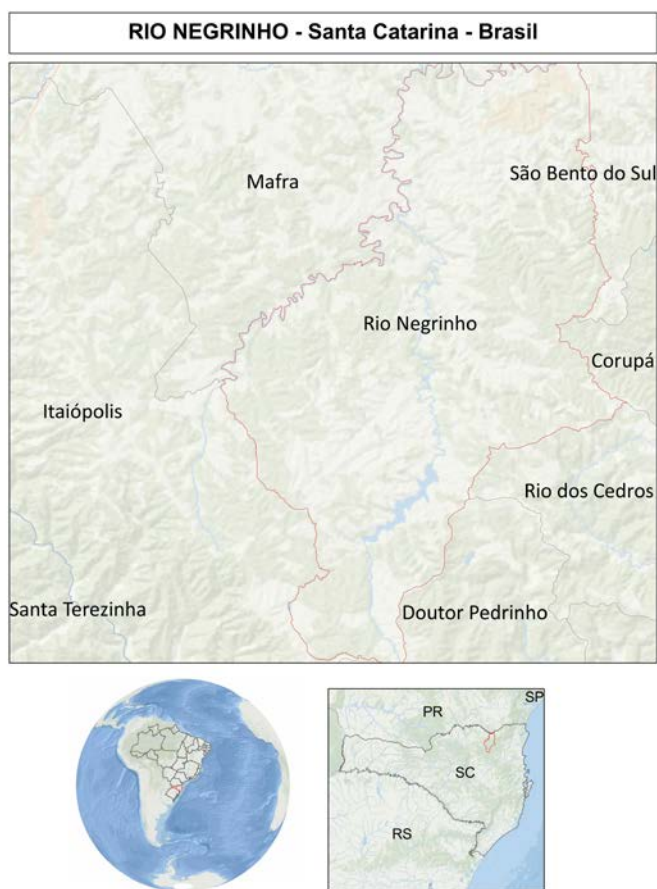 RIO NEGRINHO - Santa Catarina - Brasil
Mafra
São Bento do Sul
Rio Negrinho
Corupá
Itaiópolis
Rio dos Cedros
Santa Terezinha
Doutor Pedrinho
SP
PR
SC
RS